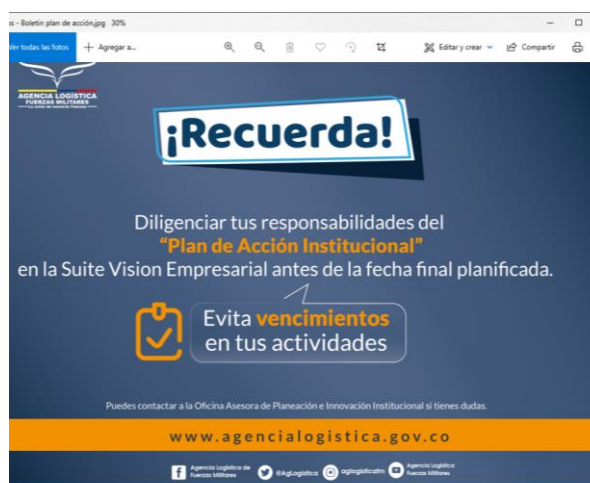 os - Boletin plan de acción.jpg 30%
Ver todas las fotos
Agregar a...
Editar y crear
Compartir
AGENCIA LOGÍSTICA
FUERZAS MILITARES
¡Recuerda!
Diligenciar tus responsabilidades del
“Plan de Acción Institucional”
en la Suite Vision Empresarial antes de la fecha final planificada.
Evita vencimientos
en tus actividades
Puedes contactar a la Oficina Asesora de Planeación e Innovación Institucional si tienes dudas.
www.agencialogistica.gov.co
Agencia Logística de
Fuerzas Militares
@AgLogistica
aglogisticafm
Agencia Logística
Fuerzas Militares